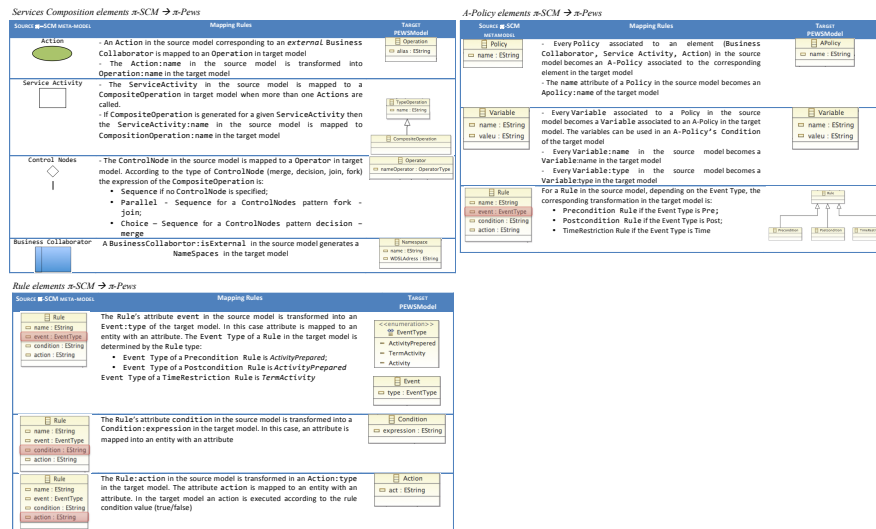 Services Composition elements π-SCM → π-Pews
SOURCE π-SCM META-MODEL
Mapping Rules
TARGET
PEWSModel
Action
- An Action in the source model corresponding to an external Business
Collaborator is mapped to an Operation in target model
- The Action:name in the source model is transformed into
Operation:name in the target model
Operation
alias : EString
Service Activity
- The ServiceActivity in the source model is mapped to a
CompositeOperation in target model when more than one Actions are
called.
- If CompositeOperation is generated for a given ServiceActivity then
the ServiceActivity:name in the source model is mapped to
CompositionOperation:name in the target model
TypeOperation
name : EString
CompositeOperation
Control Nodes
- The ControlNode in the source model is mapped to a Operator in target
model. According to the type of ControlNode (merge, decision, join, fork)
the expression of the CompositeOperation is:
• Sequence if no ControlNode is specified;
• Parallel - Sequence for a ControlNodes pattern fork -
join;
• Choice – Sequence for a ControlNodes pattern decision –
merge
Operator
nameOperator : OperatorType
Business Collaborator
A BusinessCollabortor:isExternal in the source model generates a
NameSpaces in the target model
Namespace
name : EString
WDSLAdress : EString
A-Policy elements π-SCM → π-Pews
SOURCE π-SCM
METAMODEL
Mapping Rules
TARGET
PEWSModel
Policy
name : EString
- Every Policy associated to an element (Business
Collaborator, Service Activity, Action) in the source
model becomes an A-Policy associated to the corresponding
element in the target model
- The name attribute of a Policy in the source model becomes an
Apolicy:name of the target model
APolicy
name : EString
Variable
name : EString
valeu : EString
- Every Variable associated to a Policy in the source
model becomes a Variable associated to an A-Policy in the target
model. The variables can be used in an A-Policy's Condition
of the target model
- Every Variable:name in the source model becomes a
Variable:name in the target model
- Every Variable:type in the source model becomes a
Variable:type in the target model
Variable
name : EString
valeu : EString
Rule
name : EString
event : EventType
condition : EString
action : EString
For a Rule in the source model, depending on the Event Type, the
corresponding transformation in the target model is:
• Precondition Rule if the Event Type is Pre;
• Postcondition Rule if the Event Type is Post;
• TimeRestriction Rule if the Event Type is Time
Rule
Precondition
Postcondition
Rule elements π-SCM → π-Pews
SOURCE π-SCM META-MODEL
Mapping Rules
TARGET
PEWSModel
Rule
name : EString
event : EventType
condition : EString
action : EString
The Rule's attribute event in the source model is transformed into an
Event:type of the target model. In this case attribute is mapped to an
entity with an attribute. The Event Type of a Rule in the target model is
determined by the Rule type:
• Event Type of a Precondition Rule is ActivityPrepared;
• Event Type of a Postcondition Rule is ActivityPrepared
Event Type of a TimeRestriction Rule is TermActivity
<<enumeration>>
EventType
ActivityPrepered
TermActivity
Activity
Event
type : EventType
Rule
name : EString
event : EventType
condition : EString
action : EString
The Rule's attribute condition in the source model is transformed into a
Condition:expression in the target model. In this case, an attribute is
mapped into an entity with an attribute
Condition
expression : EString
Rule
name : EString
event : EventType
condition : EString
action : EString
The Rule:action in the source model is transformed in an Action:type
in the target model. The attribute action is mapped to an entity with an
attribute. In the target model an action is executed according to the rule
condition value (true/false)
Action
act : EString